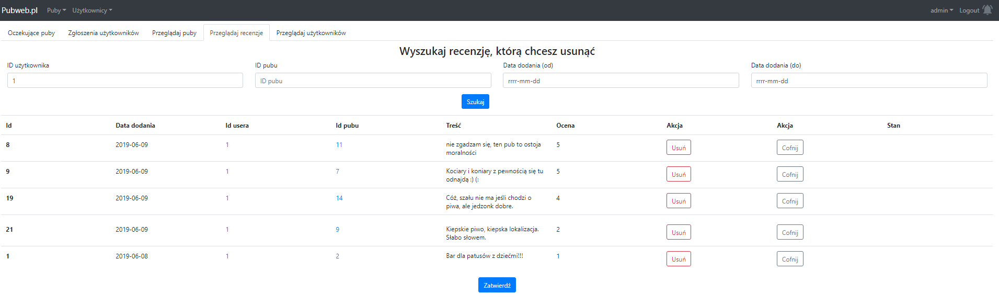 Pubweb.pl Puby Użytkownicy admin Logout
Oczekujące puby Zgłoszenia użytkowników Przeglądaj puby Przeglądaj recenzje Przeglądaj użytkowników
Wyszukaj recenzję, którą chcesz usunąć
ID użytkownika ID pubu Data dodania (od) Data dodania (do)
1 ID pubu rrrr-mm-dd rrrr-mm-dd
Szukaj
Id Data dodania Id usera Id pubu Treść Ocena Akcja Akcja Stan
8 2019-06-09 1 11 nie zgadzam się, ten pub to ostoja 5 Usuń Cofnij
moralności
9 2019-06-09 1 7 Kociary i koniary z pewnością się tu 5 Usuń Cofnij
odnajdą :) (:
19 2019-06-09 1 14 Cóż, szału nie ma jeśli chodzi o 4 Usuń Cofnij
piwa, ale jedzonk dobre.
21 2019-06-09 1 9 Kiepskie piwo, kiepska lokalizacja. 2 Usuń Cofnij
Słabo słowem.
1 2019-06-08 1 2 Bar dla patusów z dziećmi!!! 1 Usuń Cofnij
Zatwierdź